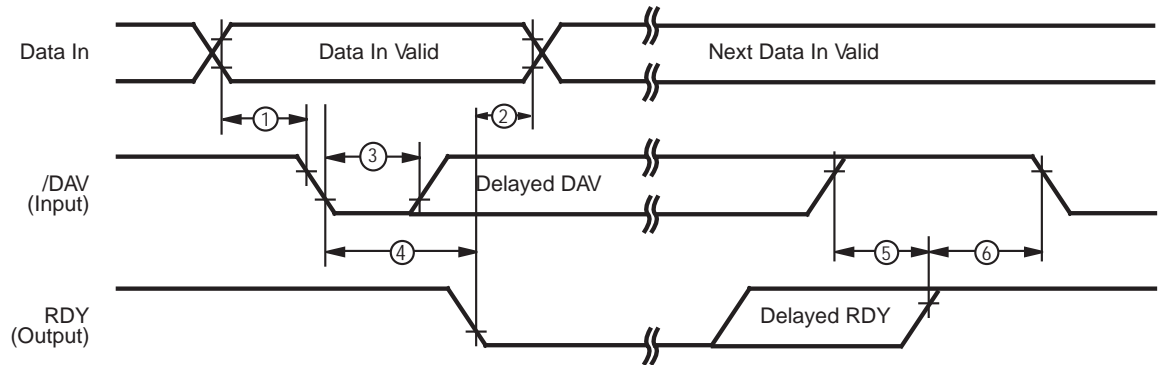 Data In
Data In Valid
Next Data In Valid
1
2
3
/DAV
(Input)
Delayed DAV
4
5
6
RDY
(Output)
Delayed RDY